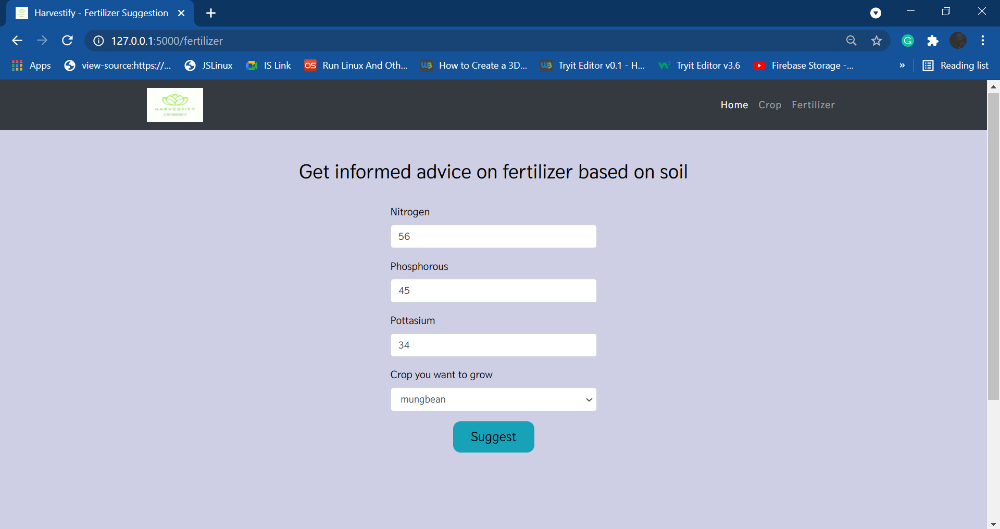 Harvestify - Fertilizer Suggestion
127.0.0.1:5000/fertilizer
Apps view-source:https://... JSLinux IS Link Run Linux And Oth... How to Create a 3D... Tryit Editor v0.1 - H... Tryit Editor v3.6 Firebase Storage -... » Reading list
HARVESTIFY
Home Crop Fertilizer
Get informed advice on fertilizer based on soil
Nitrogen
56
Phosphorous
45
Pottasium
34
Crop you want to grow
mungbean
Suggest